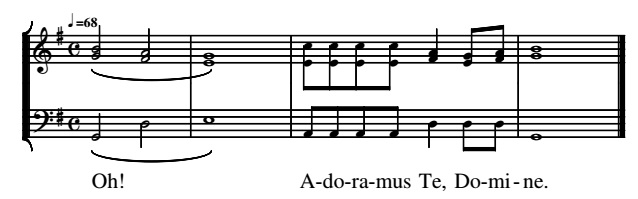 ♩=68
Oh! A-do-ra-mus Te, Do-mi-ne.